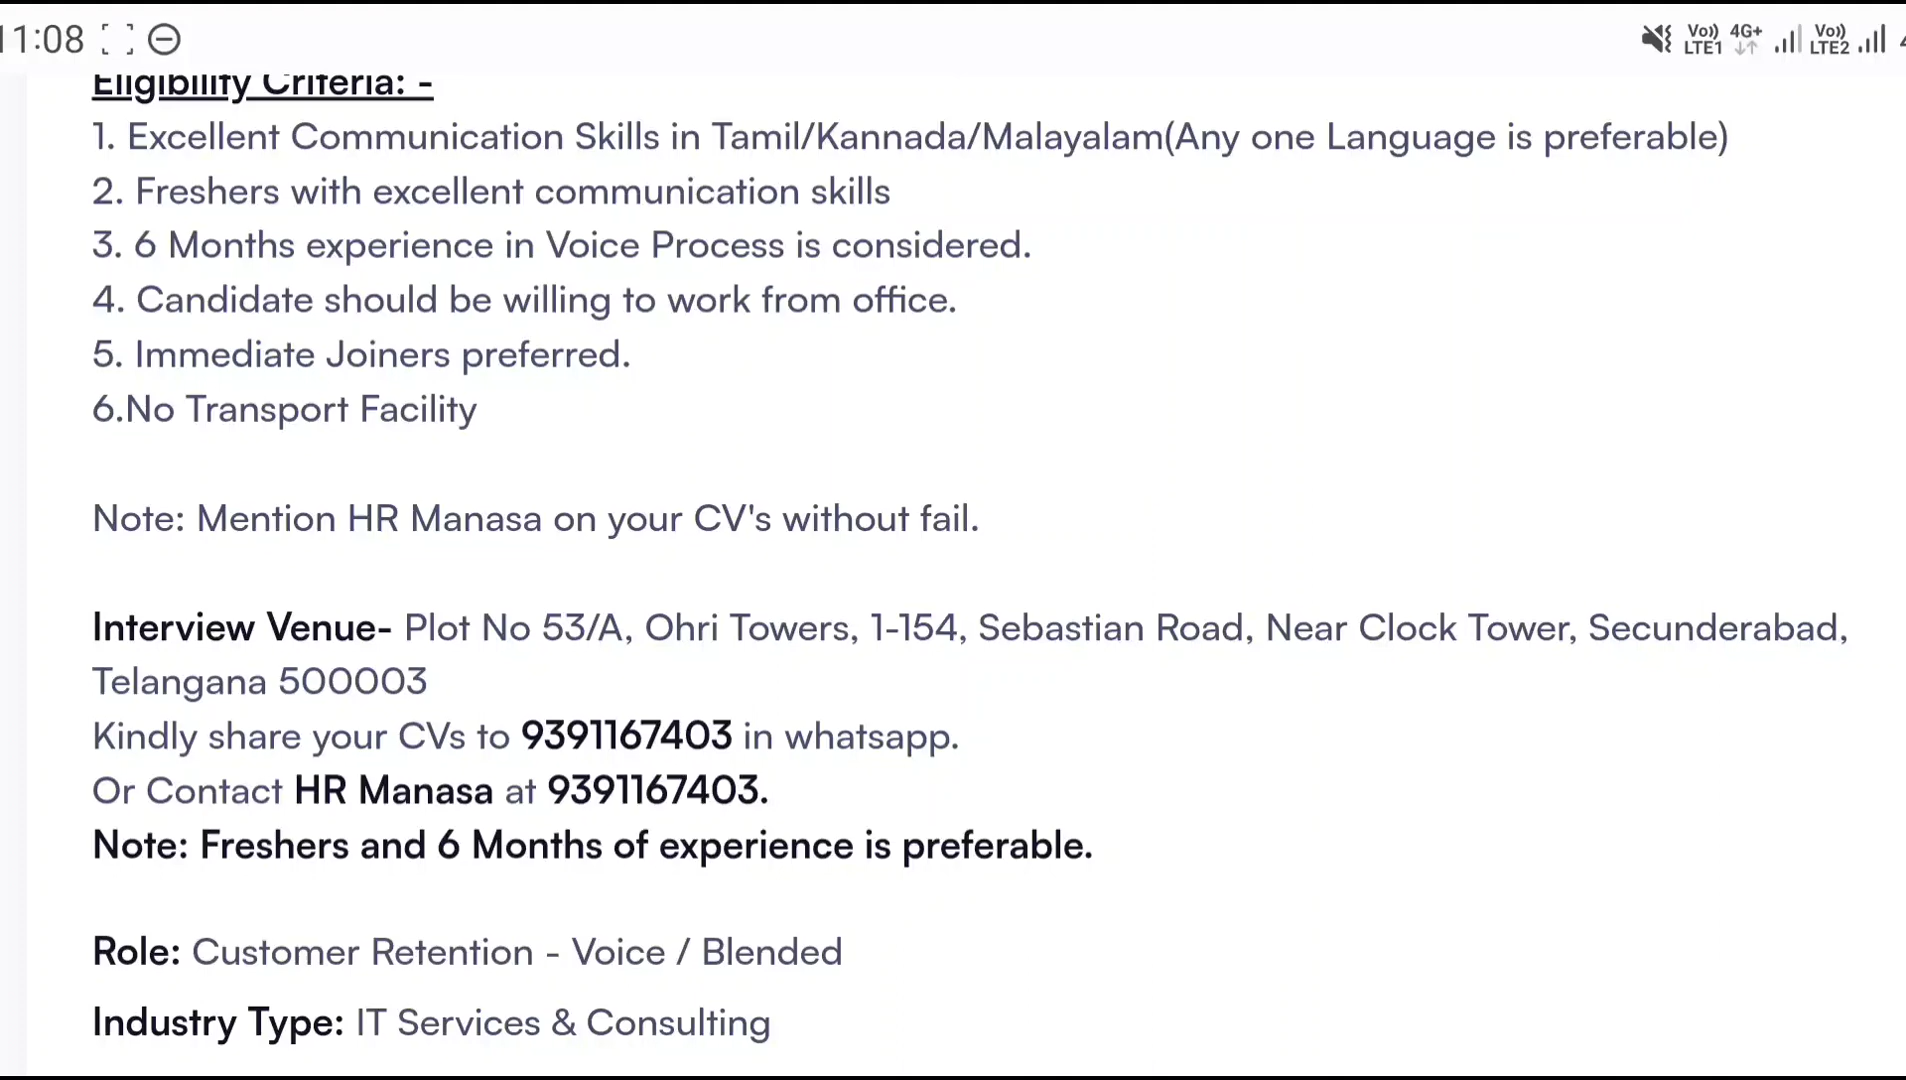 11:08
Vo)) LTE1 4G+ Vo)) LTE2
Eligibility Criteria: -
1. Excellent Communication Skills in Tamil/Kannada/Malayalam(Any one Language is preferable)
2. Freshers with excellent communication skills
3. 6 Months experience in Voice Process is considered.
4. Candidate should be willing to work from office.
5. Immediate Joiners preferred.
6.No Transport Facility
Note: Mention HR Manasa on your CV's without fail.
Interview Venue- Plot No 53/A, Ohri Towers, 1-154, Sebastian Road, Near Clock Tower, Secunderabad,
Telangana 500003
Kindly share your CVs to 9391167403 in whatsapp.
Or Contact HR Manasa at 9391167403.
Note: Freshers and 6 Months of experience is preferable.
Role: Customer Retention - Voice / Blended
Industry Type: IT Services & Consulting